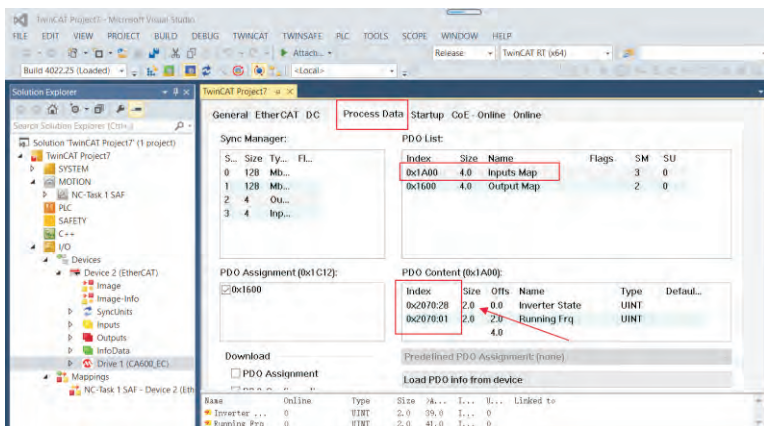 TwinCAT Project7 - Microsoft Visual Studio
FILE EDIT VIEW PROJECT BUILD DEBUG TWINCAT TWINSAFE PLC TOOLS SCOPE WINDOW HELP
Attach... Release TwinCAT RT (x64)
Build 4022.25 (Loaded) <Local>
Solution Explorer
Search Solution Explorer (Ctrl+;)
Solution 'TwinCAT Project7' (1 project)
TwinCAT Project7
SYSTEM
MOTION
NC-Task 1 SAF
PLC
SAFETY
C++
I/O
Devices
Device 2 (EtherCAT)
Image
Image-Info
SyncUnits
Inputs
Outputs
InfoData
Drive 1 (CA600_EC)
Mappings
NC-Task 1 SAF - Device 2 (Eth
TwinCAT Project7
General EtherCAT DC Process Data Startup CoE - Online Online
Sync Manager:
S... Size Ty... Fl...
0 128 Mb...
1 128 Mb...
2 4 Ou...
3 4 Inp...
PDO List:
Index Size Name Flags SM SU
0x1A00 4.0 Inputs Map 3 0
0x1600 4.0 Output Map 2 0
PDO Assignment (0x1C12):
0x1600
PDO Content (0x1A00):
Index Size Offs Name Type Defaul...
0x2070:28 2.0 0.0 Inverter State UINT
0x2070:01 2.0 2.0 Running Frq UINT
4.0
Download
PDO Assignment
Predefined PDO Assignment: (none)
Load PDO info from device
Name Online Type Size >A... I... U... Linked to
Inverter ... 0 UINT 2.0 39.0 I... 0
Running Frq 0 UINT 2.0 41.0 I... 0